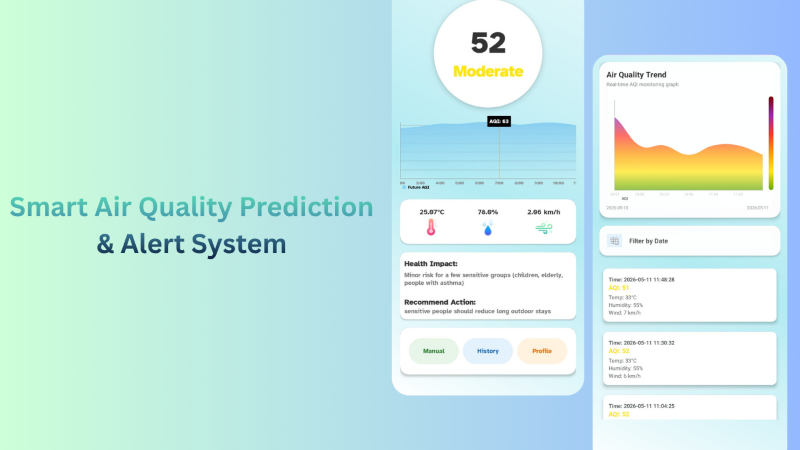 Smart Air Quality Prediction
& Alert System
52
Moderate
AQI: 63
Future AQI
25.07°C
78.0%
2.06 km/h
Health Impact:
Minor risk for a few sensitive groups (children, elderly,
people with asthma)
Recommend Action:
sensitive people should reduce long outdoor stays
Manual
History
Profile
Air Quality Trend
Real-time AQI monitoring graph
AQI
2026.05.11
Filter by Date
Time: 2026-05-11 11:48:28
AQI: 51
Temp: 33°C
Humidity: 55%
Wind: 7 km/h
Time: 2026-05-11 11:30:32
AQI: 52
Temp: 33°C
Humidity: 55%
Wind: 6 km/h
Time: 2026-05-11 11:04:25
AQI: 52